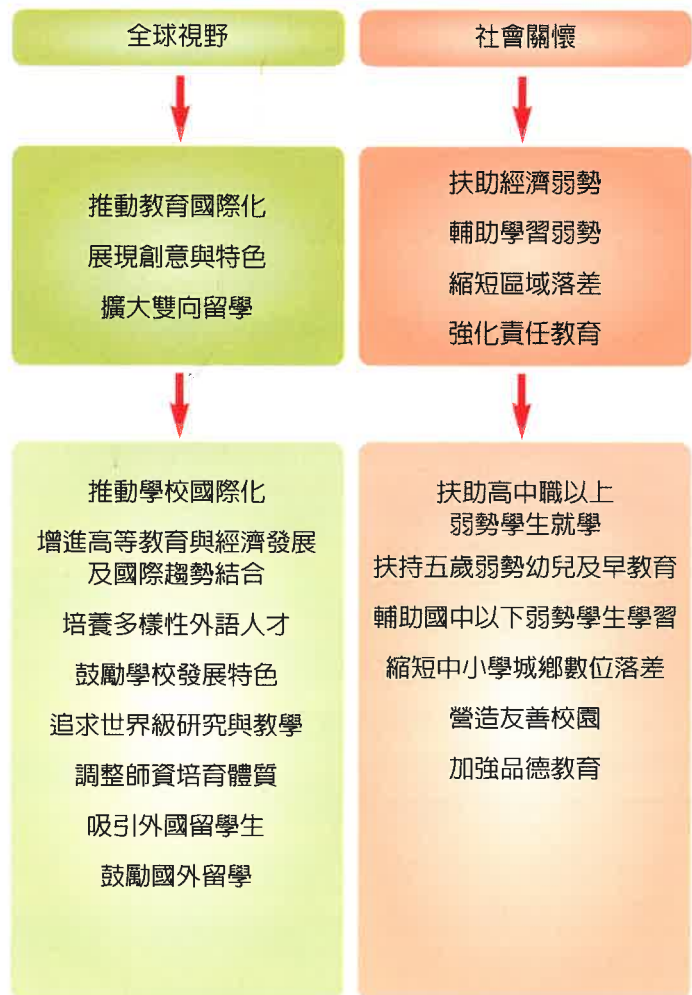 全球視野
推動教育國際化
展現創意與特色
擴大雙向留學
推動學校國際化
增進高等教育與經濟發展
及國際趨勢結合
培養多樣性外語人才
鼓勵學校發展特色
追求世界級研究與教學
調整師資培育體質
吸引外國留學生
鼓勵國外留學
社會關懷
扶助經濟弱勢
輔助學習弱勢
縮短區域落差
強化責任教育
扶助高中職以上
弱勢學生就學
扶持五歲弱勢幼兒及早教育
輔助國中以下弱勢學生學習
縮短中小學城鄉數位落差
營造友善校園
加強品德教育